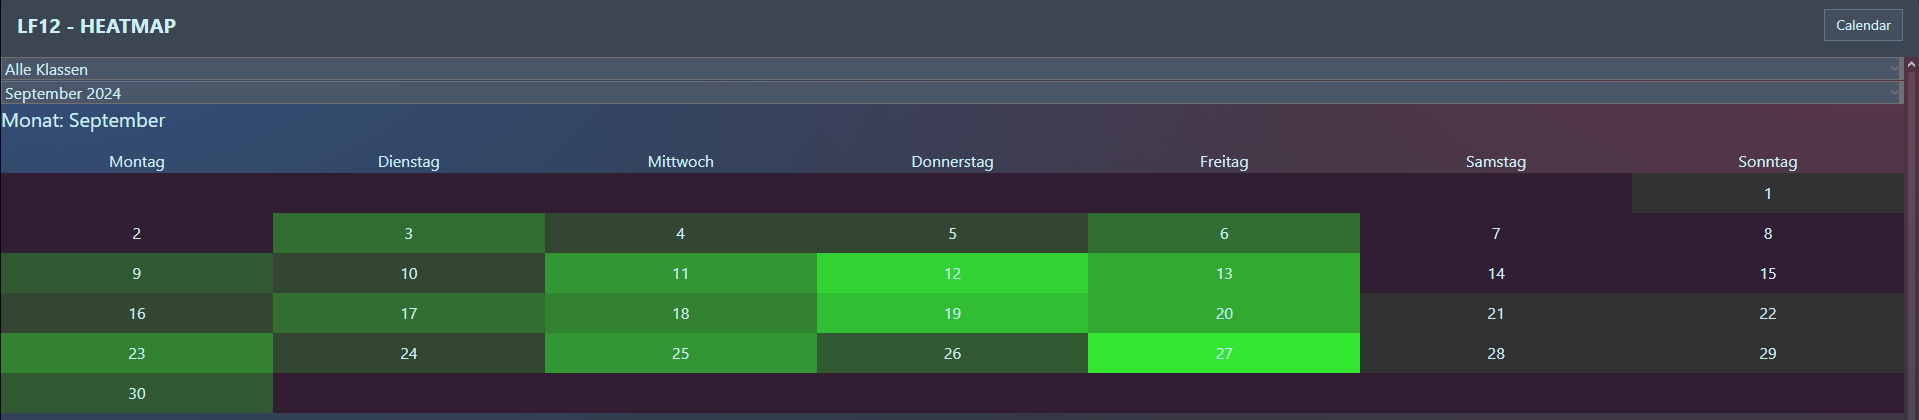 LF12 - HEATMAP Calendar
Alle Klassen
September 2024
Monat: September
Montag Dienstag Mittwoch Donnerstag Freitag Samstag Sonntag
1
2 3 4 5 6 7 8
9 10 11 12 13 14 15
16 17 18 19 20 21 22
23 24 25 26 27 28 29
30